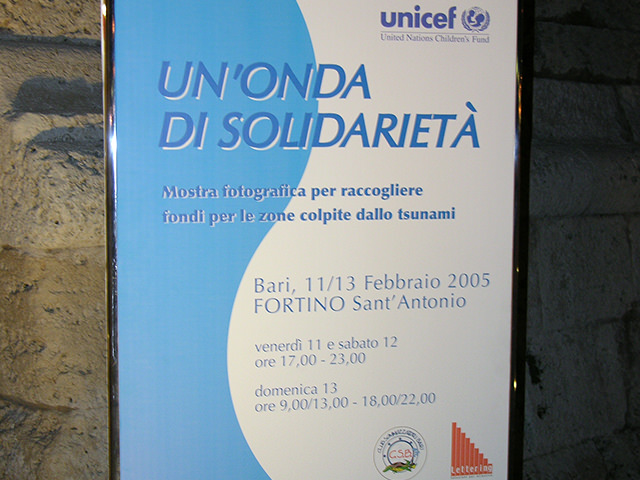 unicef
United Nations Children's Fund
UN'ONDA
DI SOLIDARIETÀ
Mostra fotografica per raccogliere
fondi per le zone colpite dallo tsunami
Bari, 11/13 Febbraio 2005
FORTINO Sant'Antonio
venerdì 11 e sabato 12
ore 17,00 - 23,00
domenica 13
ore 9,00/13,00 - 18,00/22,00
C.S.B.
Lettering